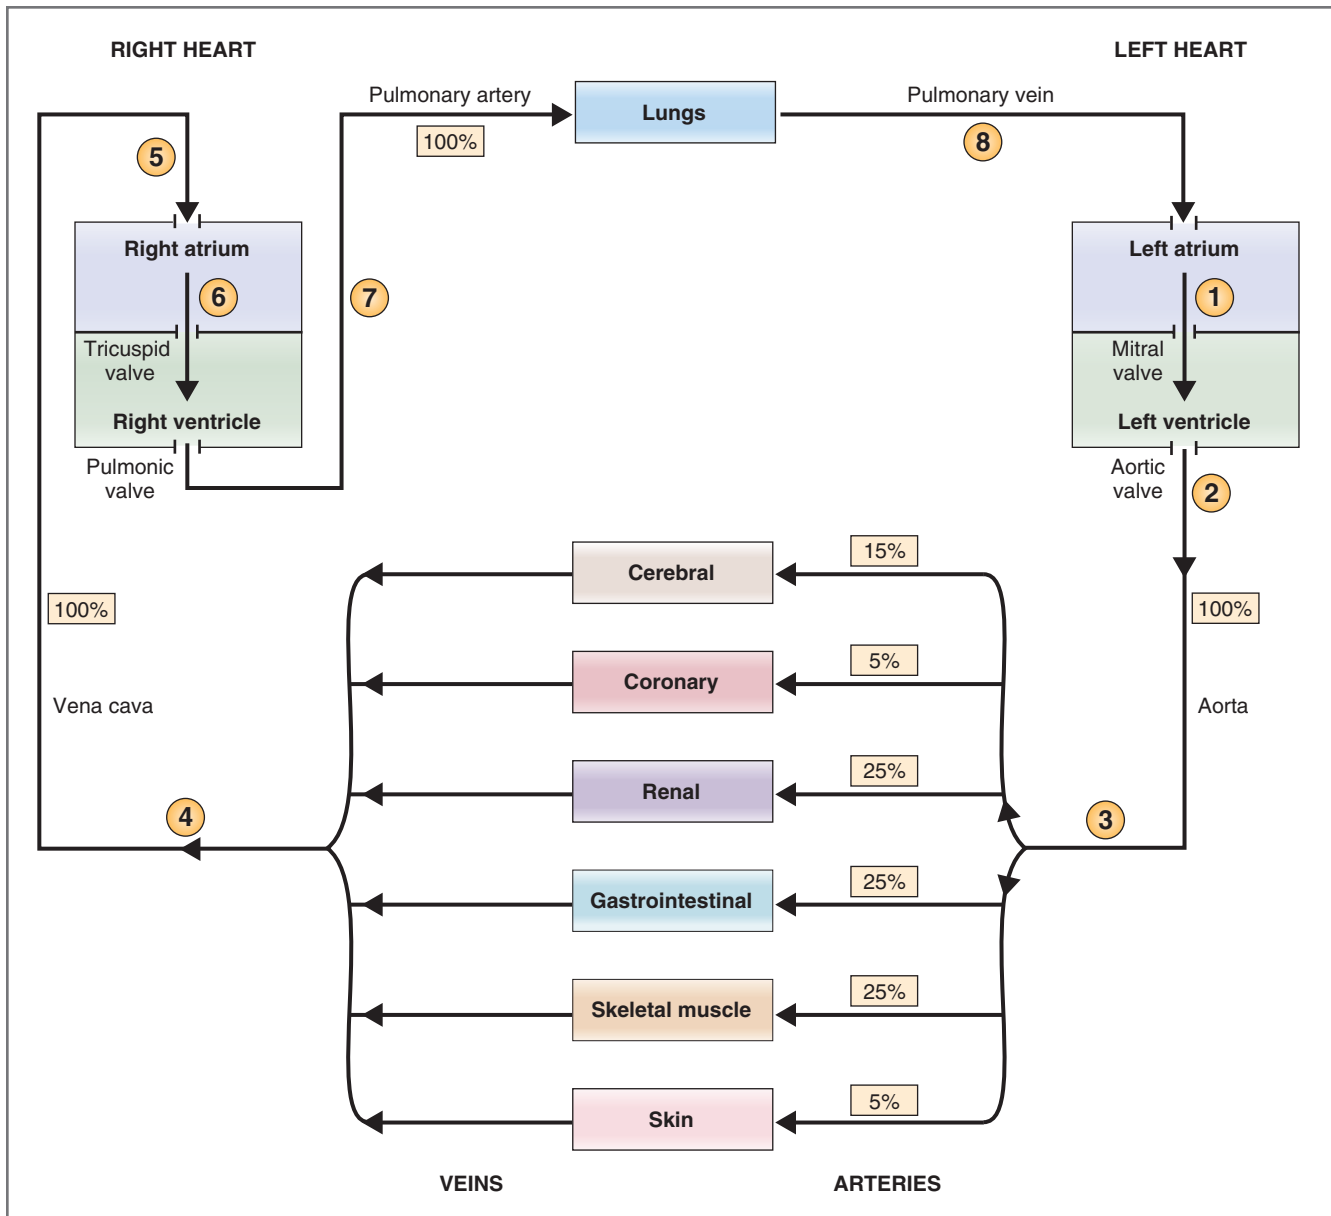 RIGHT HEART
LEFT HEART
Pulmonary artery
100%
Lungs
Pulmonary vein
8
5
Right atrium
6
Tricuspid
valve
Right ventricle
Pulmonic
valve
7
Left atrium
1
Mitral
valve
Left ventricle
Aortic
valve
2
100%
Aorta
3
15%
Cerebral
5%
Coronary
25%
Renal
25%
Gastrointestinal
25%
Skeletal muscle
5%
Skin
4
100%
Vena cava
VEINS
ARTERIES